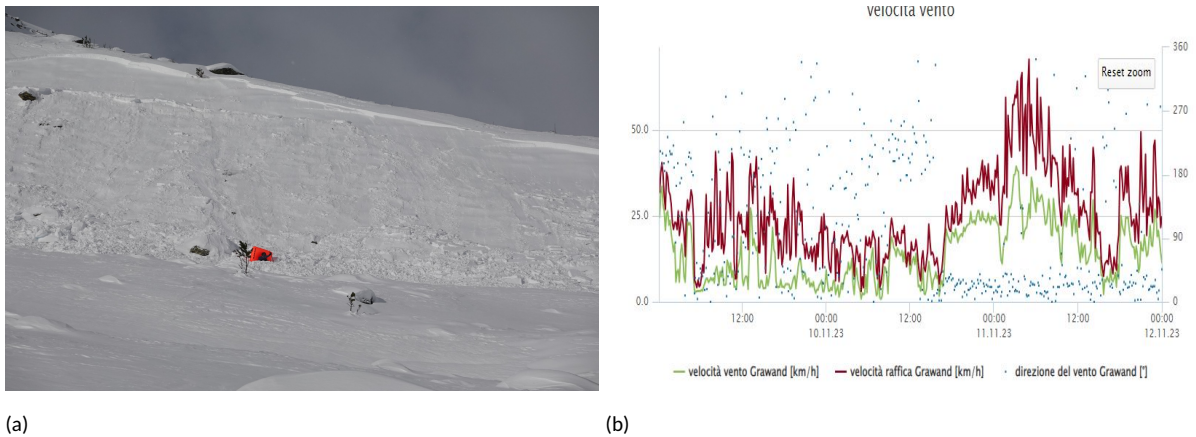 velocità vento
360
Reset zoom
50.0
270
180
25.0
90
0.0
0
12:00
00:00
12:00
00:00
12:00
00:00
10.11.23
11.11.23
12.11.23
velocità vento Grawand [km/h]
velocità raffica Grawand [km/h]
direzione del vento Grawand [°]
(a)
(b)